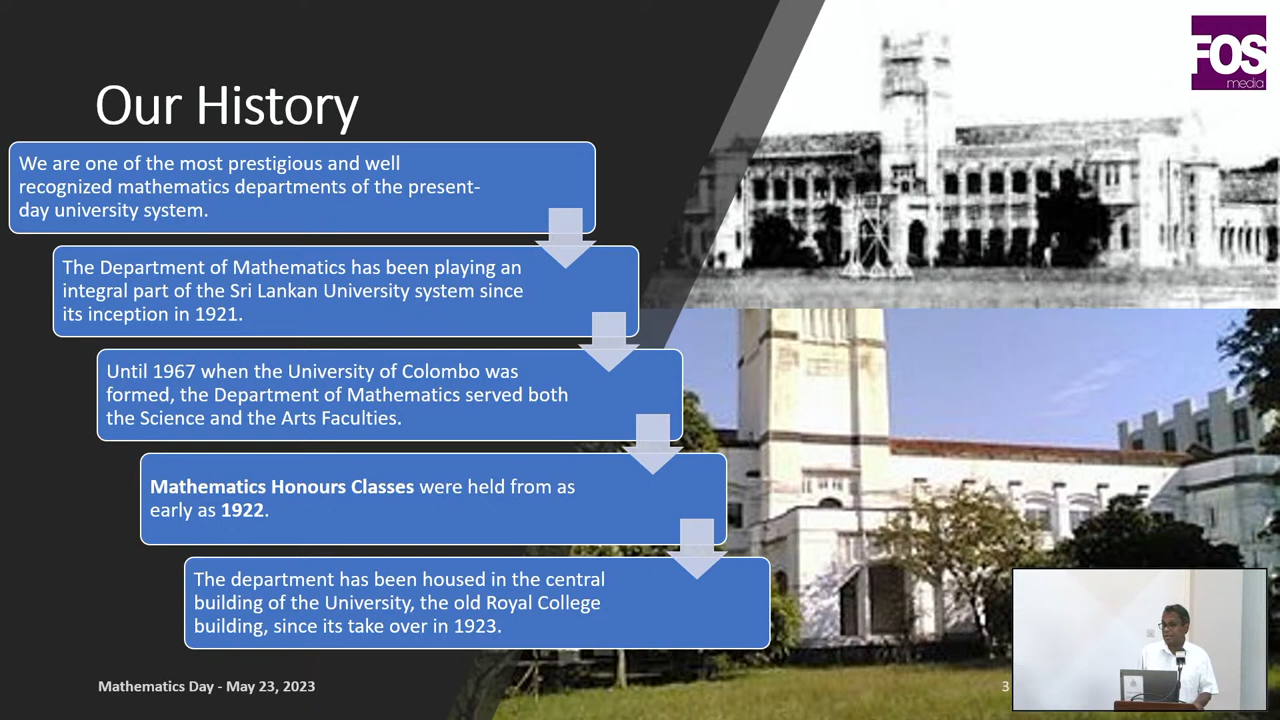 FOS
media
Our History
We are one of the most prestigious and well
recognized mathematics departments of the present-
day university system.
The Department of Mathematics has been playing an
integral part of the Sri Lankan University system since
its inception in 1921.
Until 1967 when the University of Colombo was
formed, the Department of Mathematics served both
the Science and the Arts Faculties.
Mathematics Honours Classes were held from as
early as 1922.
The department has been housed in the central
building of the University, the old Royal College
building, since its take over in 1923.
Mathematics Day - May 23, 2023
3